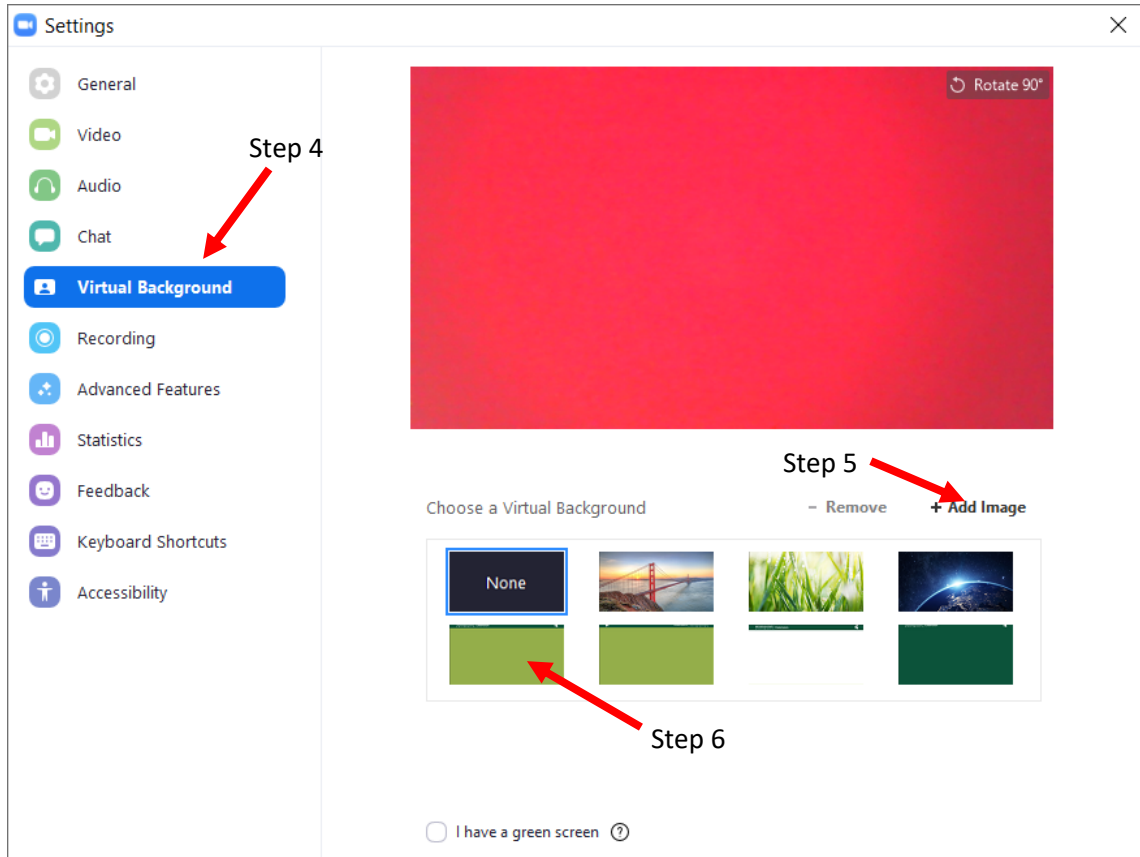 Settings
General
Rotate 90°
Video
Step 4
Audio
Chat
Virtual Background
Recording
Advanced Features
Statistics
Step 5
Feedback
Choose a Virtual Background
− Remove
+ Add Image
Keyboard Shortcuts
None
Accessibility
Step 6
I have a green screen ?